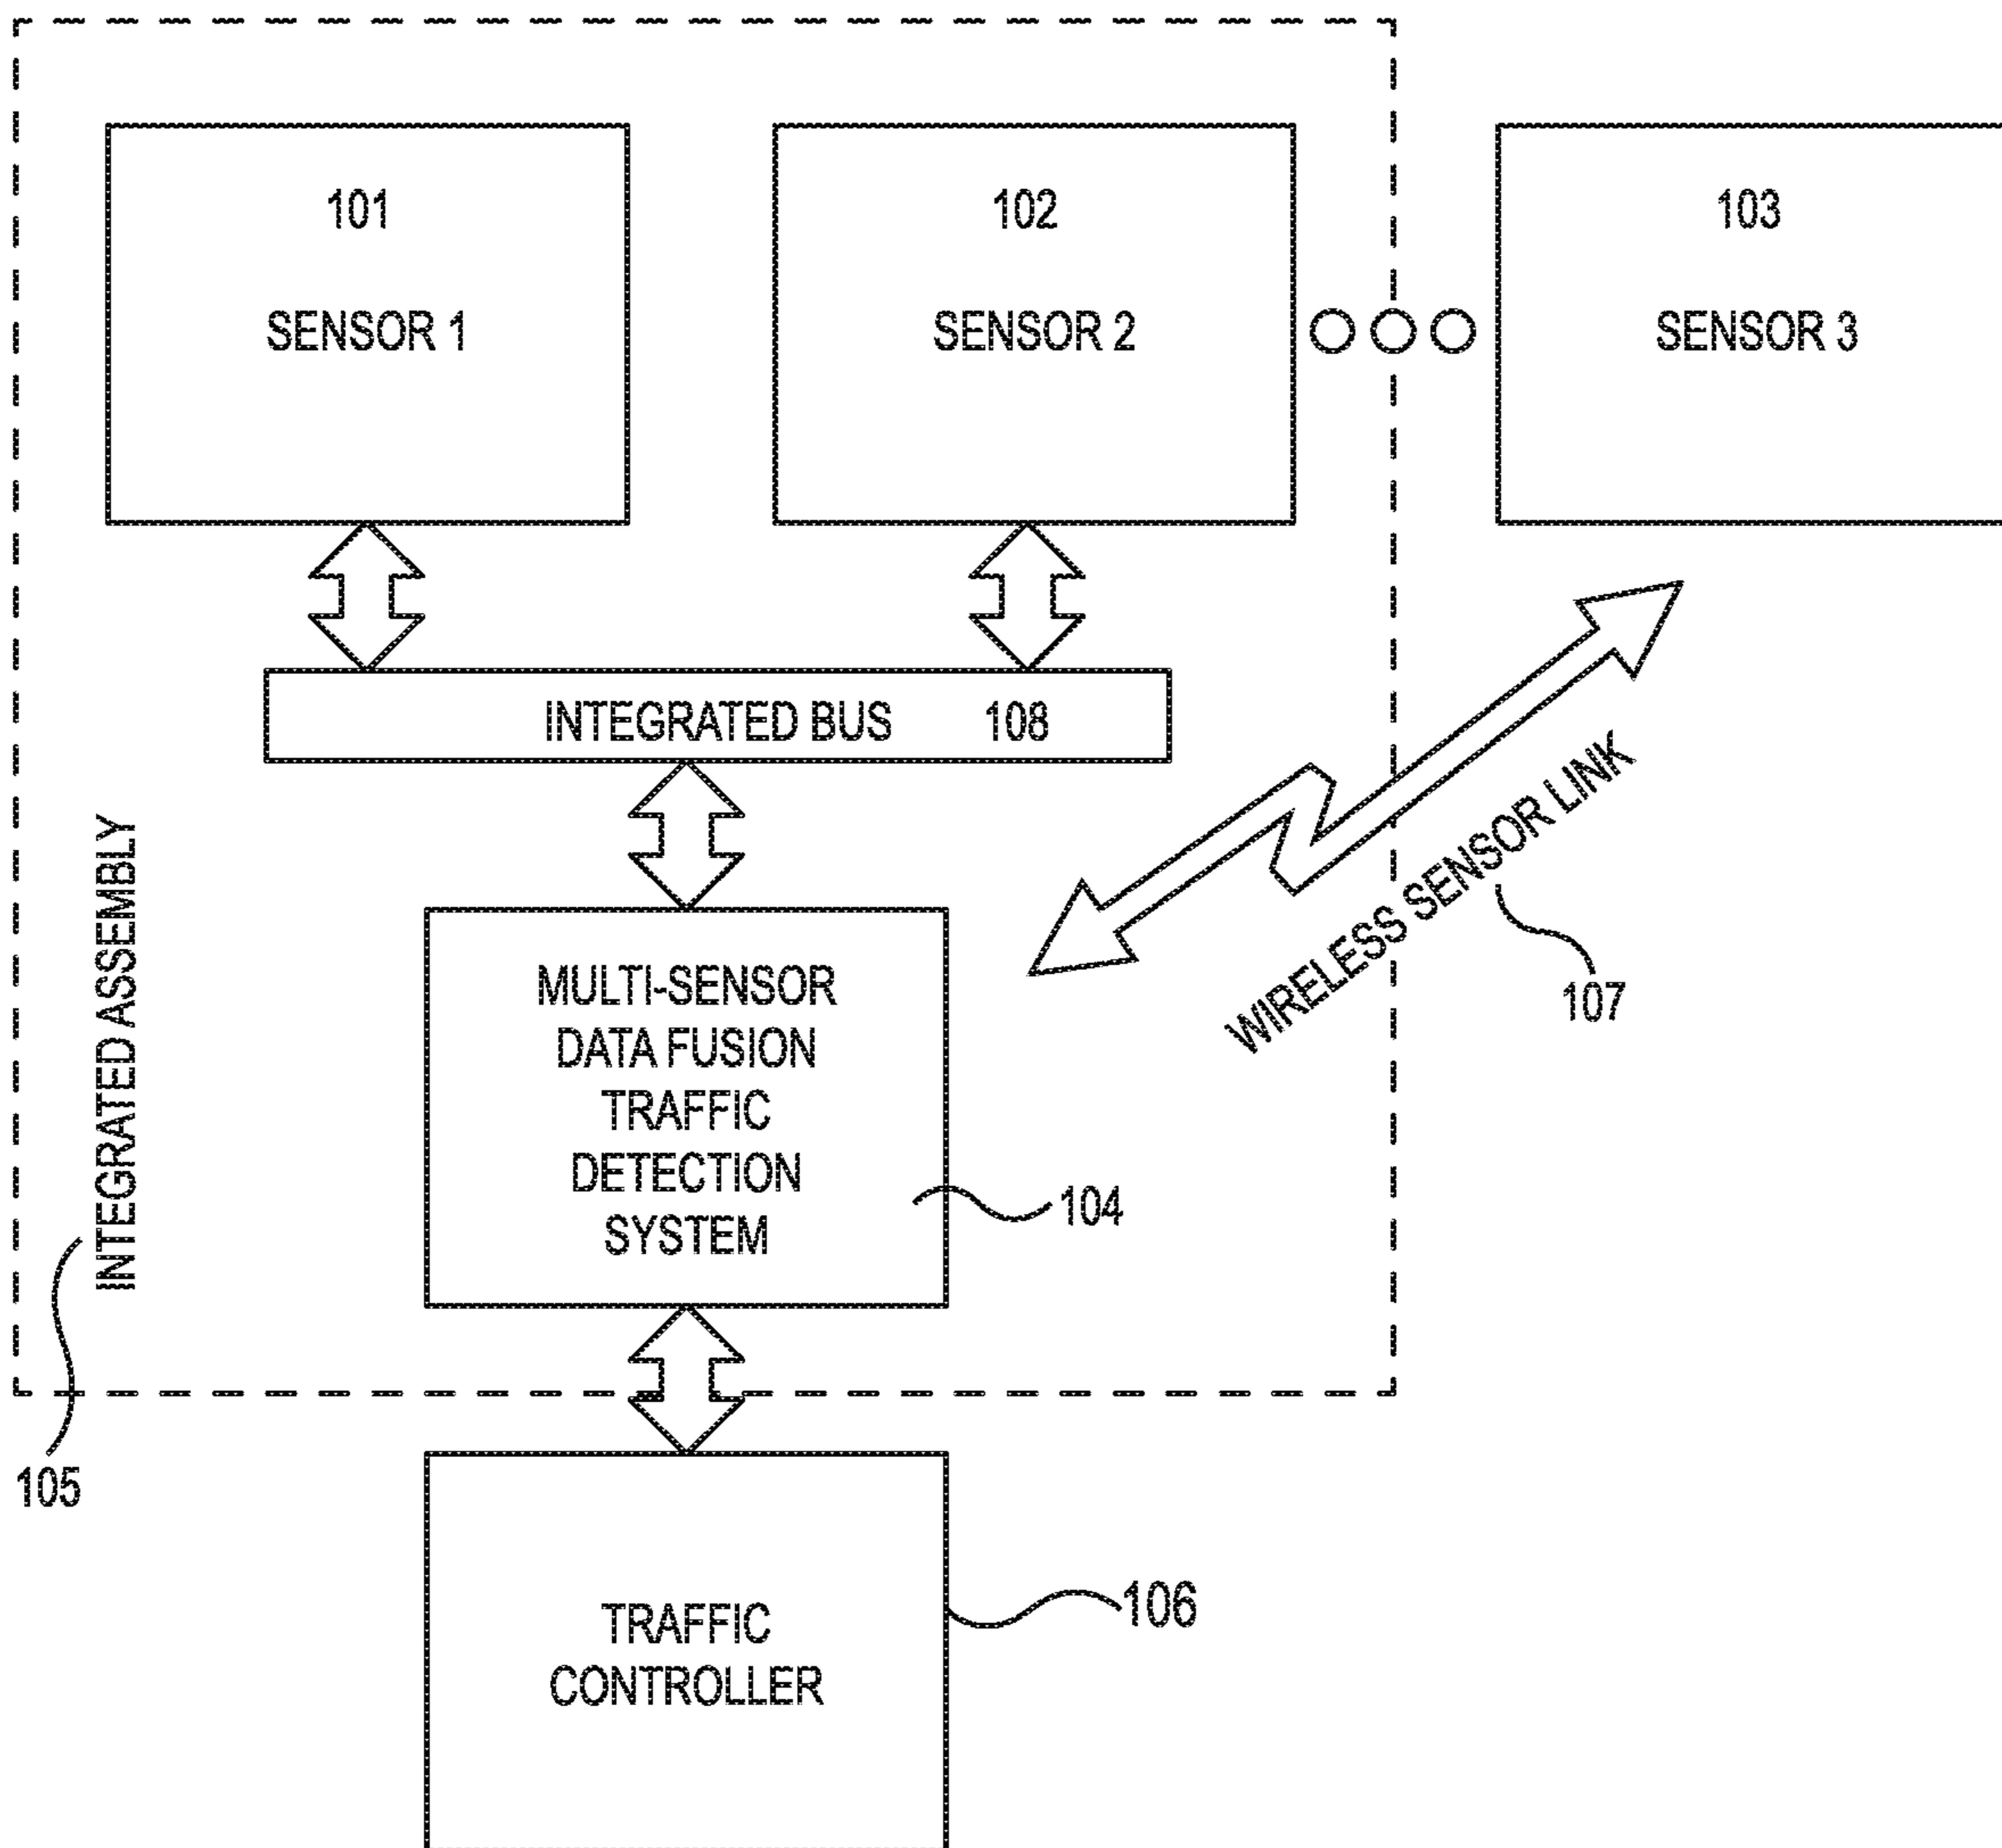 101
SENSOR 1
102
SENSOR 2
103
SENSOR 3
INTEGRATED BUS 108
WIRELESS SENSOR LINK
107
INTEGRATED ASSEMBLY
105
MULTI-SENSOR
DATA FUSION
TRAFFIC
DETECTION
SYSTEM
104
TRAFFIC
CONTROLLER
106